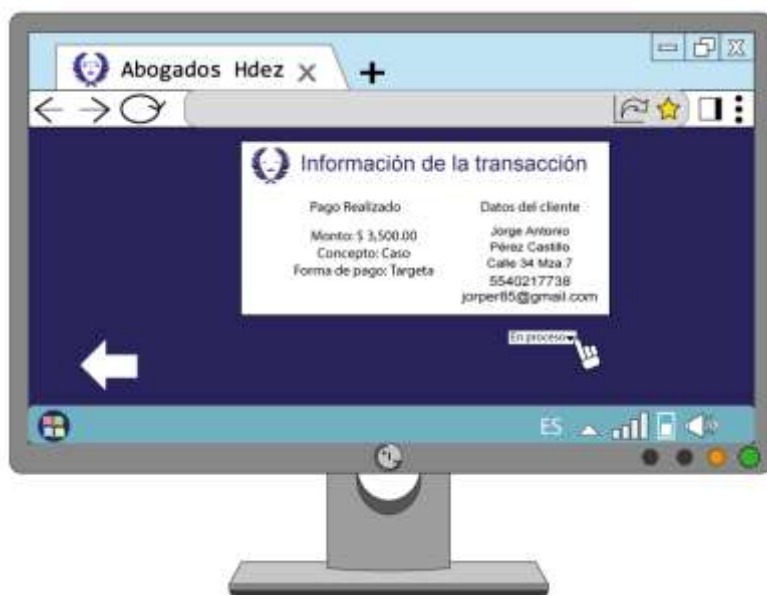 Abogados Hdez
Información de la transacción
Pago Realizado
Monto: $ 3,500.00
Concepto: Caso
Forma de pago: Targeta
Datos del cliente
Jorge Antonio
Pérez Castillo
Calle 34 Mza 7
5540217738
jorper85@gmail.com
En proceso
ES